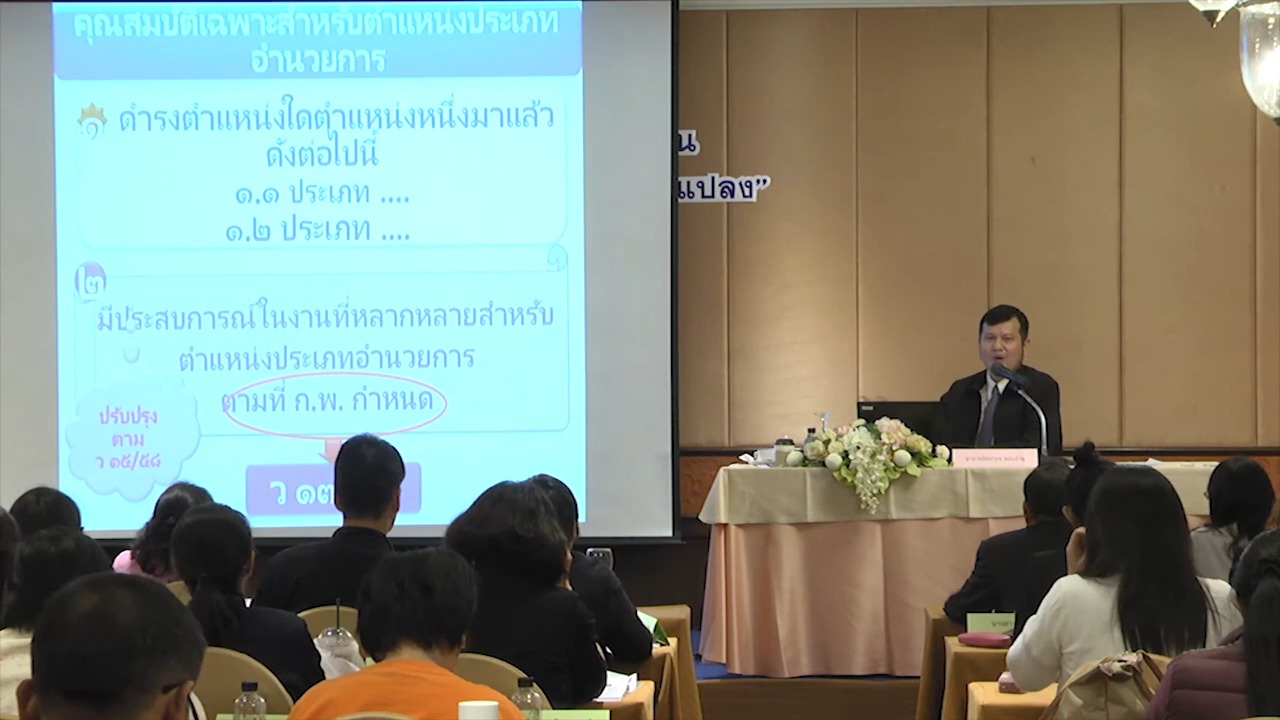 คุณสมบัติเฉพาะสำหรับตำแหน่งประเภท
อำนวยการ
๑ ดำรงตำแหน่งใดตำแหน่งหนึ่งมาแล้ว
ดังต่อไปนี้
๑.๑ ประเภท ....
๑.๒ ประเภท ....
๒
มีประสบการณ์ในงานที่หลากหลายสำหรับ
ตำแหน่งประเภทอำนวยการ
ตามที่ ก.พ. กำหนด
ปรับปรุง
ตาม
ว ๑๕/๕๘
ว ๑๓
น
แปลง”